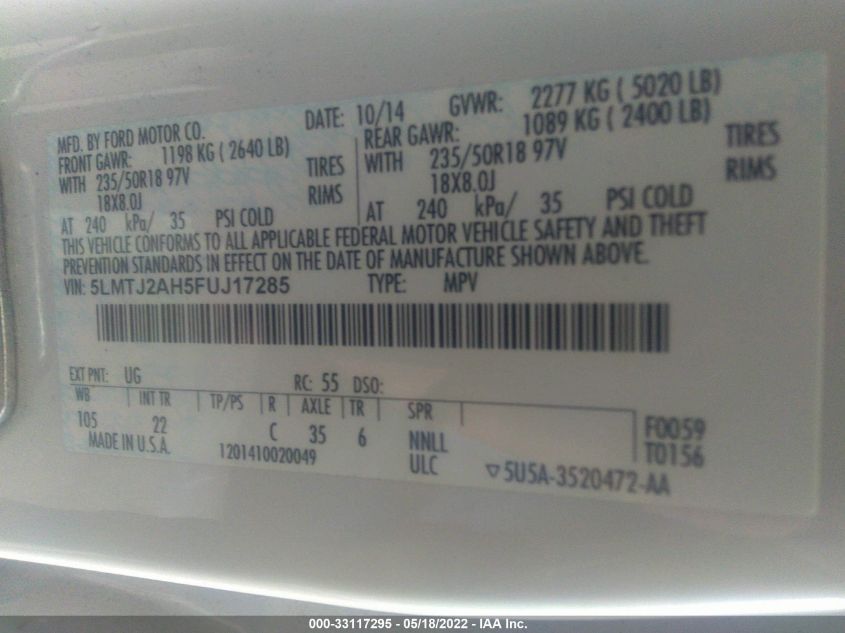 MFD. BY FORD MOTOR CO. DATE: 10/14 GVWR: 2277 KG ( 5020 LB)
FRONT GAWR: 1198 KG ( 2640 LB) REAR GAWR: 1089 KG ( 2400 LB)
WITH 235/50R18 97V TIRES WITH 235/50R18 97V TIRES
18X8.0J RIMS 18X8.0J RIMS
AT 240 kPa/ 35 PSI COLD AT 240 kPa/ 35 PSI COLD
THIS VEHICLE CONFORMS TO ALL APPLICABLE FEDERAL MOTOR VEHICLE SAFETY AND THEFT
PREVENTION STANDARDS IN EFFECT ON THE DATE OF MANUFACTURE SHOWN ABOVE.
VIN: 5LMTJ2AH5FUJ17285 TYPE: MPV
EXT PNT: UG RC: 55 DSO:
WB INT TR TP/PS R AXLE TR SPR
105 22 C 35 6 NNLL F0059
MADE IN U.S.A. 1201410020049 ULC T0156
▽5U5A-3520472-AA
000-33117295 - 05/18/2022 - IAA Inc.